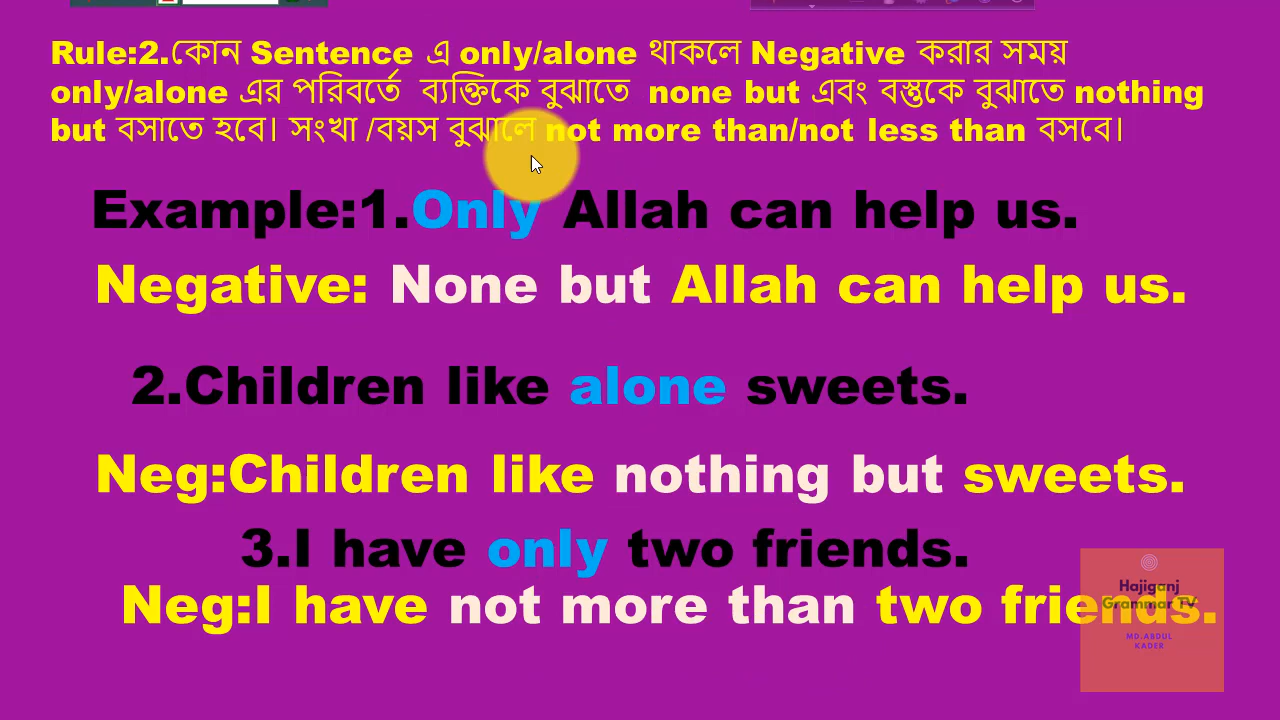 Rule:2.কোন Sentence এ only/alone থাকলে Negative করার সময়
only/alone এর পরিবর্তে ব্যক্তিকে বুঝাতে none but এবং বস্তুকে বুঝাতে nothing
but বসাতে হবে। সংখা /বয়স বুঝালে not more than/not less than বসবে।
Example:1.Only Allah can help us.
Negative: None but Allah can help us.
2.Children like alone sweets.
Neg:Children like nothing but sweets.
3.I have only two friends.
Neg:I have not more than two friends.
Hajiganj
Grammar TV
MD.ABDUL
KADER